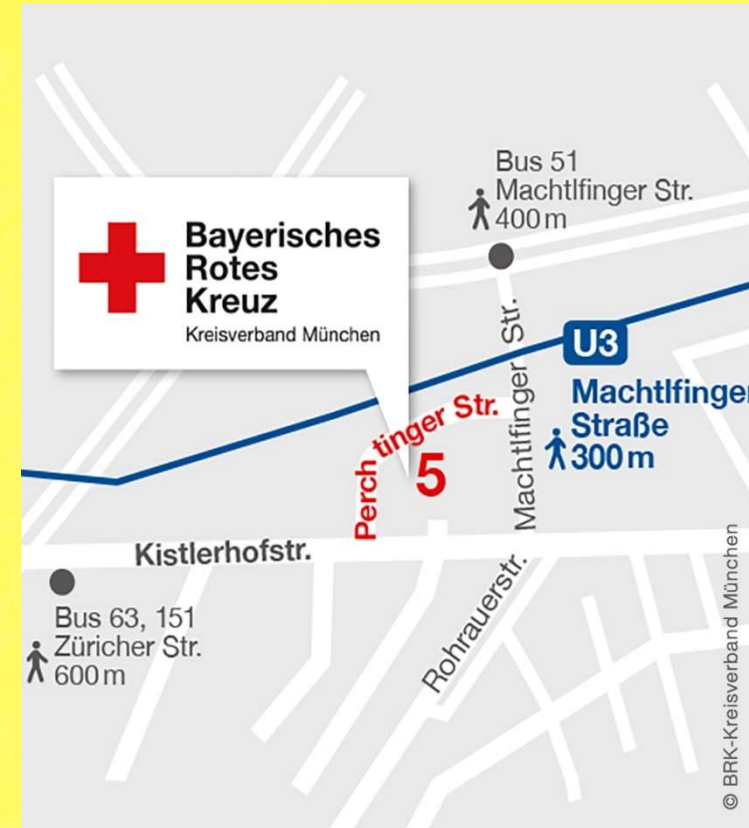 Bus 51
Machtlfinger Str.
400 m
Bayerisches
Rotes
Kreuz
Kreisverband München
U3
Machtlfinger
Straße
300 m
Machtlfinger Str.
Perchtinger Str.
5
Kistlerhofstr.
Rohrauerstr.
Bus 63, 151
Züricher Str.
600 m
© BRK-Kreisverband München